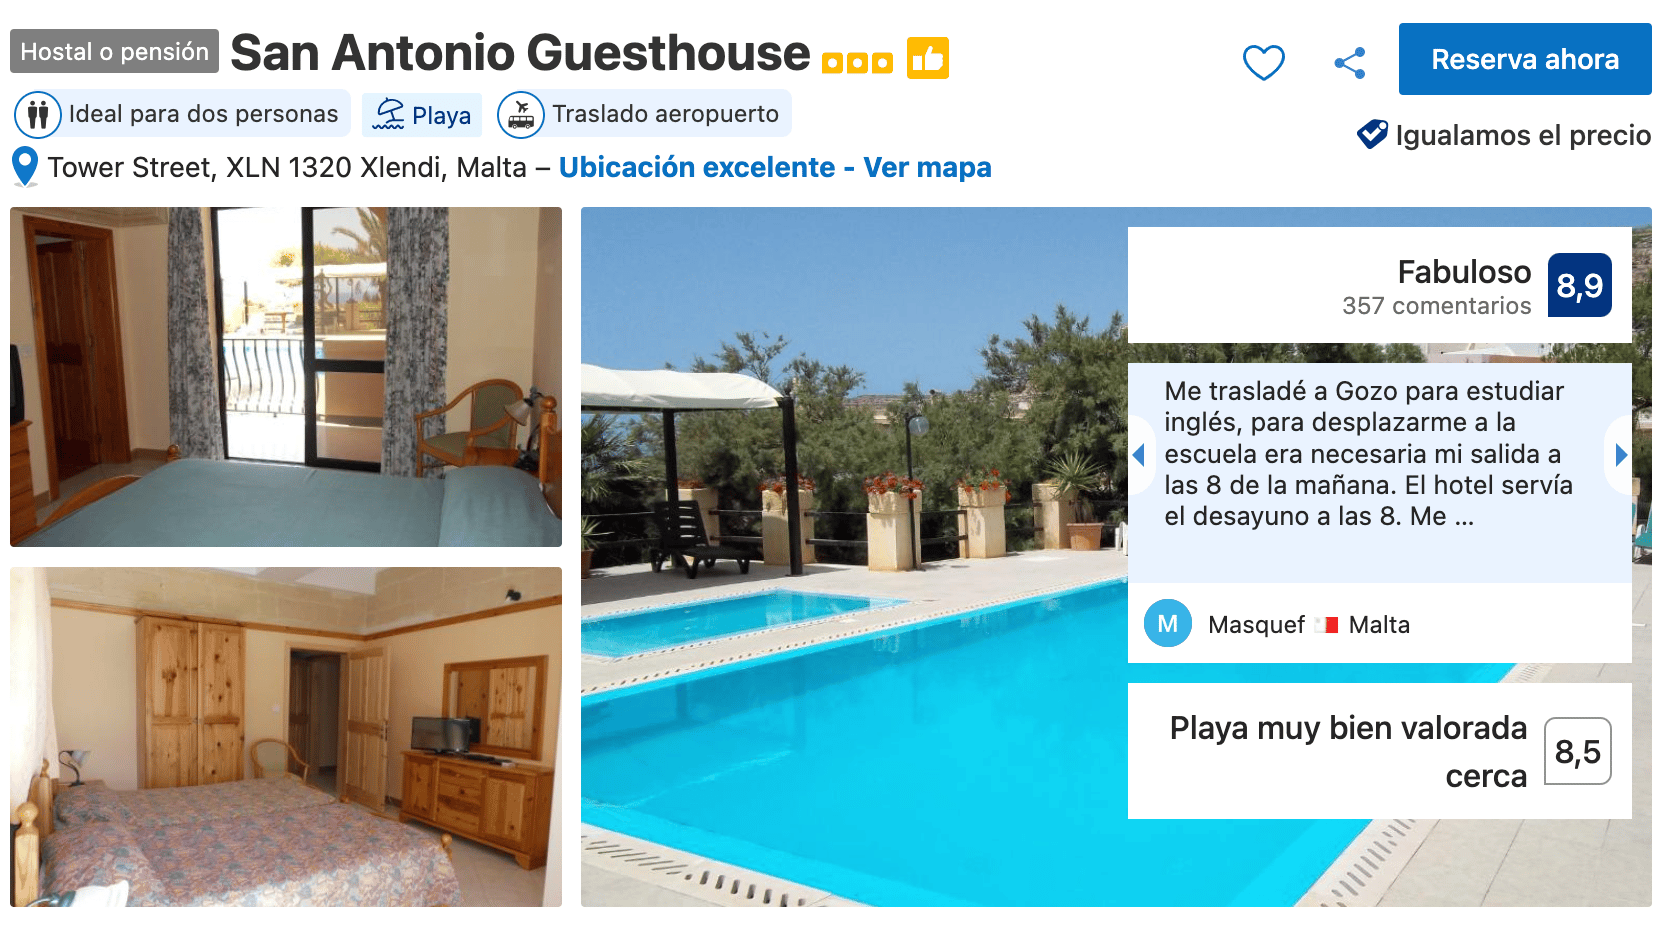 Hostal o pensión San Antonio Guesthouse
Reserva ahora
Ideal para dos personas Playa Traslado aeropuerto
Igualamos el precio
Tower Street, XLN 1320 Xlendi, Malta – Ubicación excelente - Ver mapa
Fabuloso
357 comentarios
8,9
Me trasladé a Gozo para estudiar
inglés, para desplazarme a la
escuela era necesaria mi salida a
las 8 de la mañana. El hotel servía
el desayuno a las 8. Me ...
M Masquef Malta
Playa muy bien valorada
cerca
8,5